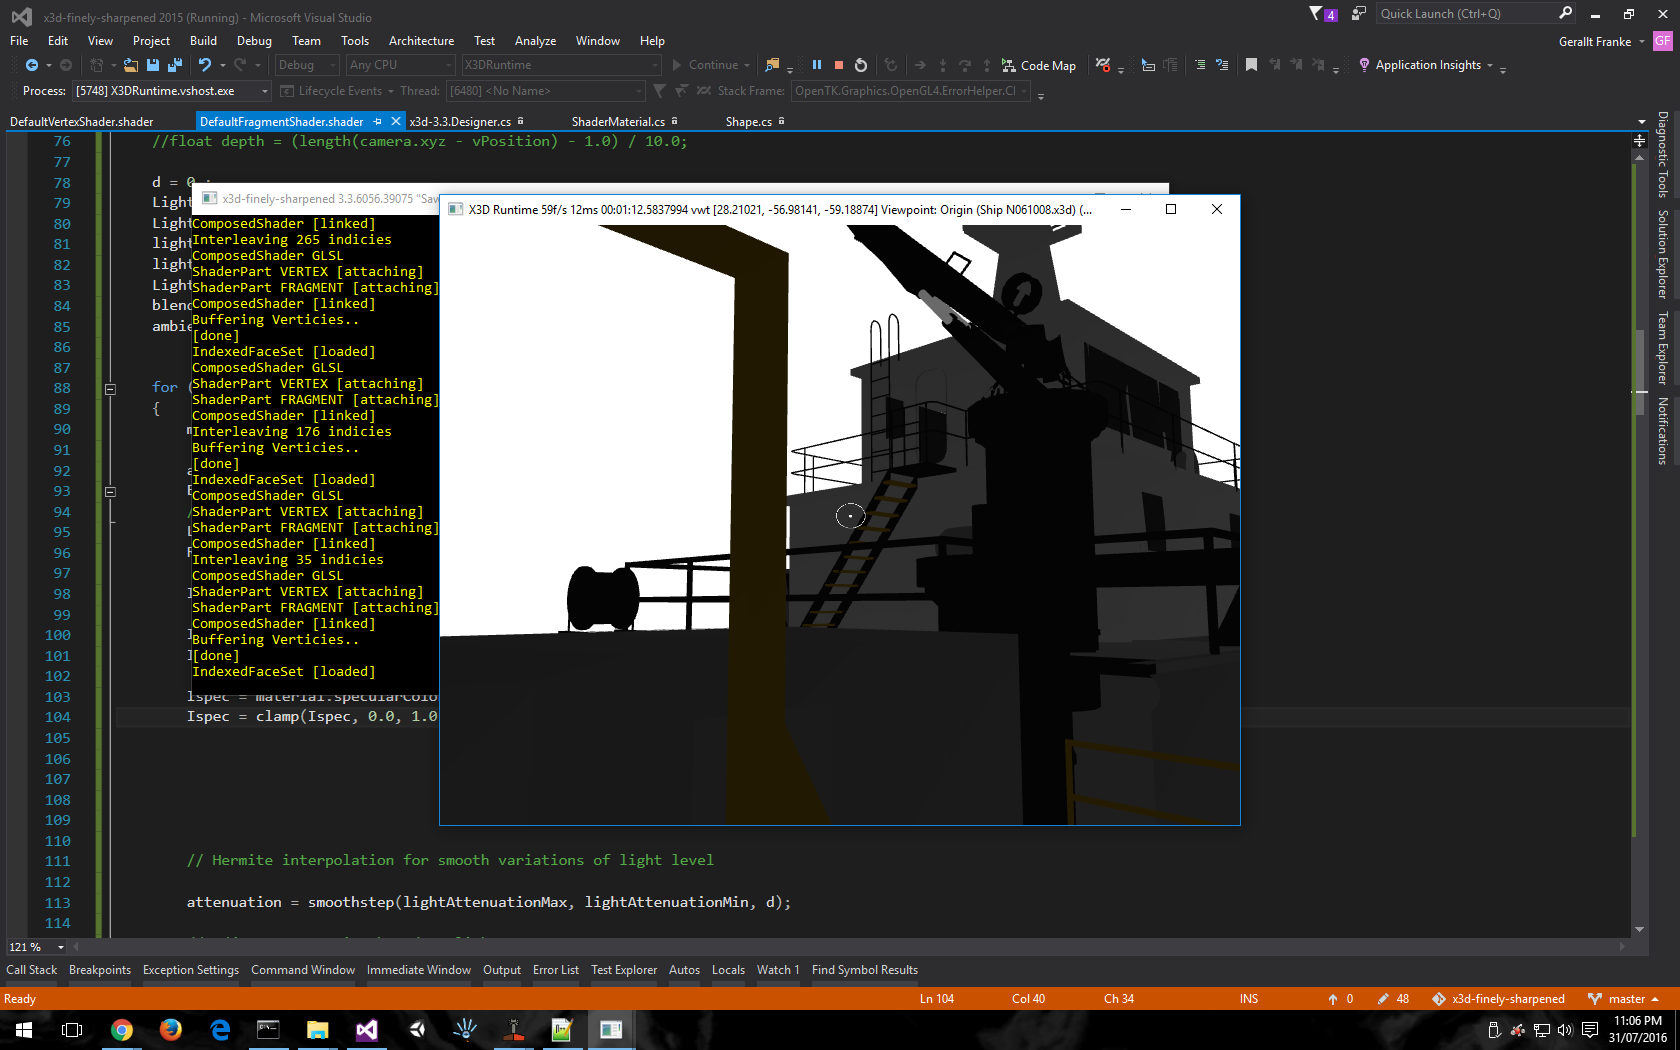 x3d-finely-sharpened 2015 (Running) - Microsoft Visual Studio
4
Quick Launch (Ctrl+Q)
File Edit View Project Build Debug Team Tools Architecture Test Analyze Window Help
Gerallt Franke GF
Debug Any CPU X3DRuntime Continue Code Map Application Insights
Process: [5748] X3DRuntime.vshost.exe Lifecycle Events Thread: [6480] <No Name> Stack Frame: OpenTK.Graphics.OpenGL4.ErrorHelper.Cl
DefaultVertexShader.shader DefaultFragmentShader.shader x3d-3.3.Designer.cs ShaderMaterial.cs Shape.cs
Diagnostic Tools
Solution Explorer
Team Explorer
Notifications
76 //float depth = (length(camera.xyz - vPosition) - 1.0) / 10.0;
77
78 d = 0
79 Light
80 Light
81 light
82 light
83 Light
84 blend
85 ambie
86
87
88 for (
89 {
90
91
92
93
94
95
96
97
98
99
100
101
102
103 Ispec = material.specularColo
104 Ispec = clamp(Ispec, 0.0, 1.0
105
106
107
108
109
110
111 // Hermite interpolation for smooth variations of light level
112
113 attenuation = smoothstep(lightAttenuationMax, lightAttenuationMin, d);
114
x3d-finely-sharpened 3.3.6056.39075 "Sav
ComposedShader [linked]
Interleaving 265 indicies
ComposedShader GLSL
ShaderPart VERTEX [attaching]
ShaderPart FRAGMENT [attaching]
ComposedShader [linked]
Buffering Verticies..
[done]
IndexedFaceSet [loaded]
ComposedShader GLSL
ShaderPart VERTEX [attaching]
ShaderPart FRAGMENT [attaching]
ComposedShader [linked]
Interleaving 176 indicies
Buffering Verticies..
[done]
IndexedFaceSet [loaded]
ComposedShader GLSL
ShaderPart VERTEX [attaching]
ShaderPart FRAGMENT [attaching]
ComposedShader [linked]
Interleaving 35 indicies
ComposedShader GLSL
ShaderPart VERTEX [attaching]
ShaderPart FRAGMENT [attaching]
ComposedShader [linked]
Buffering Verticies..
[done]
IndexedFaceSet [loaded]
X3D Runtime 59f/s 12ms 00:01:12.5837994 vwt [28.21021, -56.98141, -59.18874] Viewpoint: Origin (Ship N061008.x3d) (...
121 %
Call Stack Breakpoints Exception Settings Command Window Immediate Window Output Error List Test Explorer Autos Locals Watch 1 Find Symbol Results
Ready Ln 104 Col 40 Ch 34 INS 0 48 x3d-finely-sharpened master
11:06 PM
31/07/2016